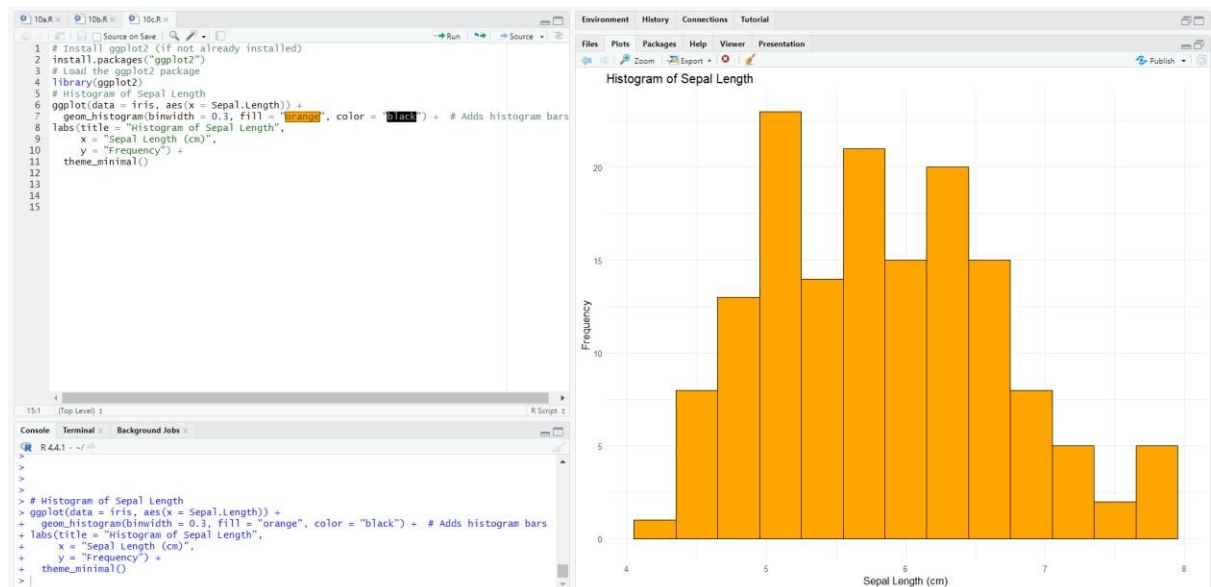 10a.R × 10b.R × 10c.R ×
Source on Save Run Source
1 # Install ggplot2 (if not already installed)
2 install.packages("ggplot2")
3 # Load the ggplot2 package
4 library(ggplot2)
5 # Histogram of Sepal Length
6 ggplot(data = iris, aes(x = Sepal.Length)) +
7   geom_histogram(binwidth = 0.3, fill = "orange", color = "black") +  # Adds histogram bars
8 labs(title = "Histogram of Sepal Length",
9      x = "Sepal Length (cm)",
10      y = "Frequency") +
11   theme_minimal()
12
13
14
15
15:1 (Top Level) R Script
Console Terminal × Background Jobs ×
R 4.4.1 · ~/
>
>
>
>
> # Histogram of Sepal Length
> ggplot(data = iris, aes(x = Sepal.Length)) +
+   geom_histogram(binwidth = 0.3, fill = "orange", color = "black") +  # Adds histogram bars
+ labs(title = "Histogram of Sepal Length",
+      x = "Sepal Length (cm)",
+      y = "Frequency") +
+   theme_minimal()
>
Environment History Connections Tutorial
Files Plots Packages Help Viewer Presentation
Zoom Export Publish
Histogram of Sepal Length
20
15
10
5
0
Frequency
4 5 6 7 8
Sepal Length (cm)